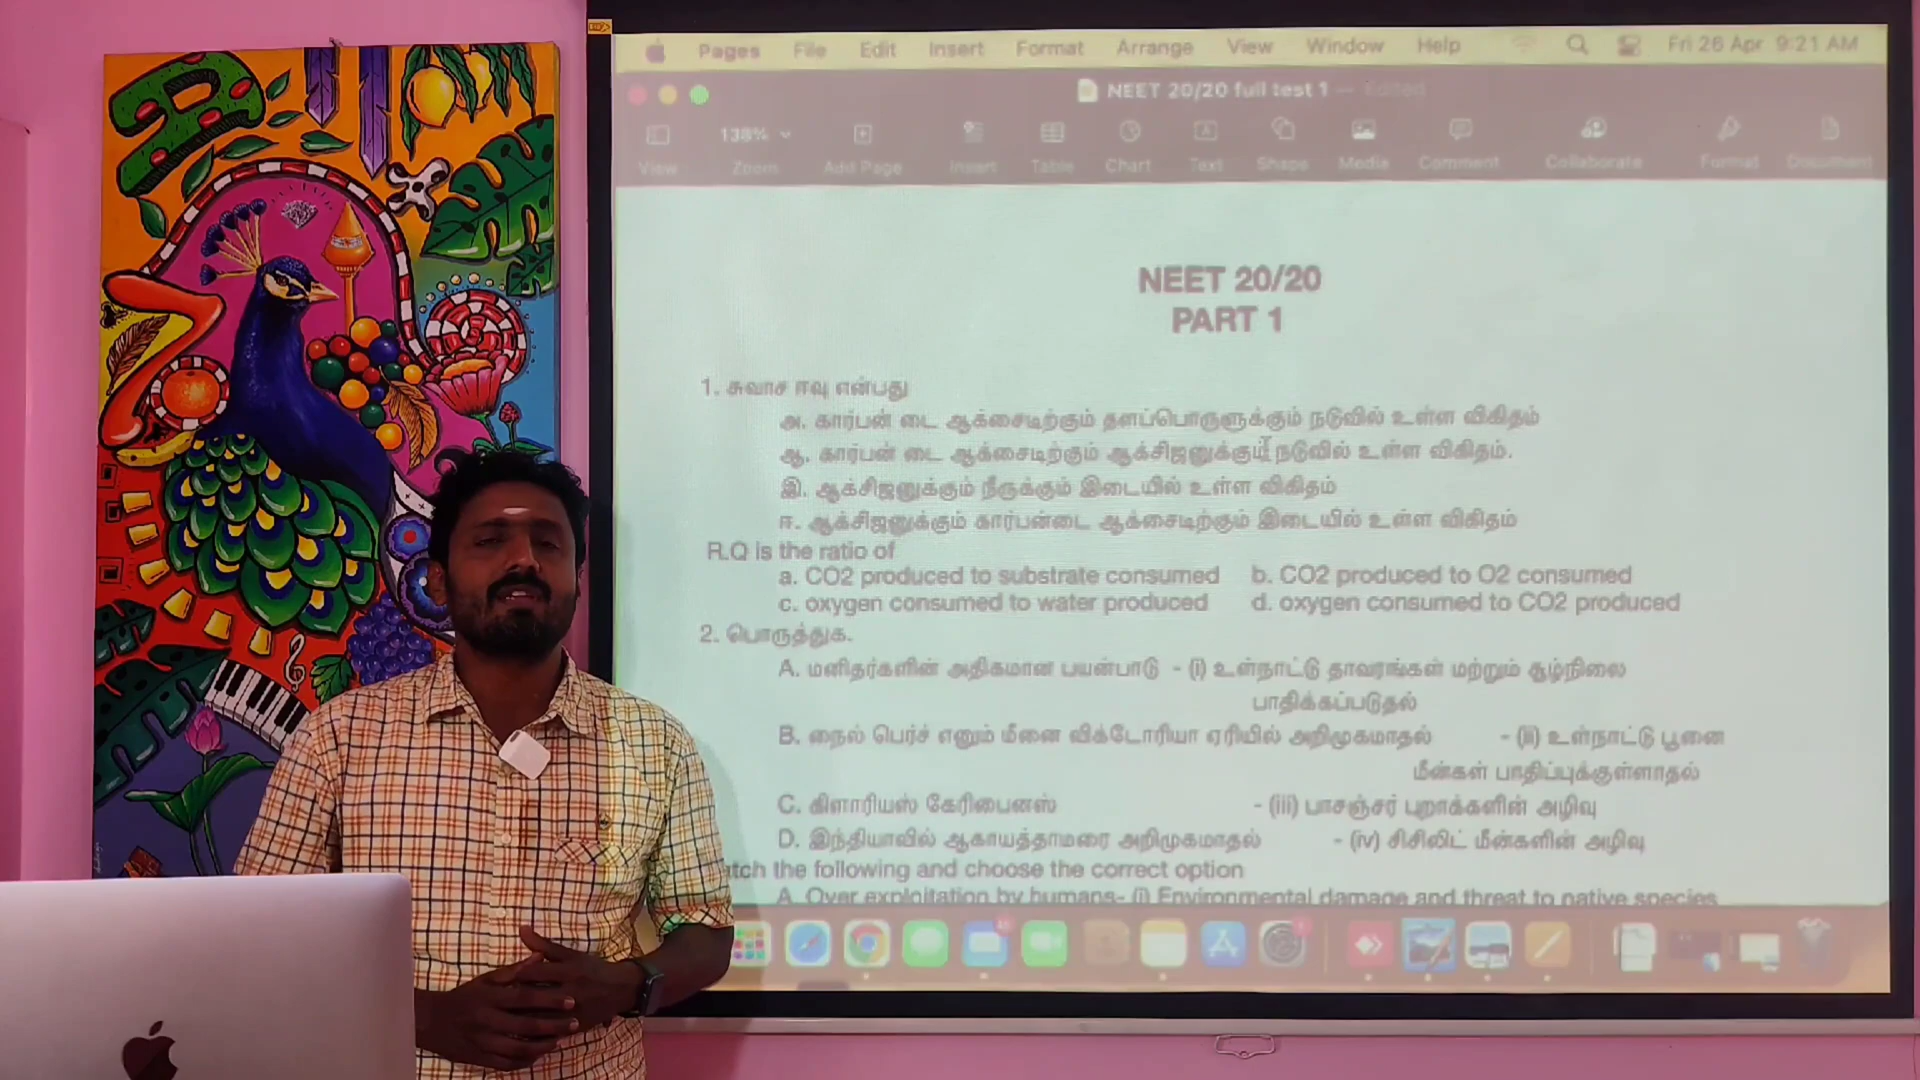 Pages File Edit Insert Format Arrange View Window Help Fri 26 Apr 9:21 AM
NEET 20/20 full test 1 — Edited
138%
View Zoom Add Page Insert Table Chart Text Shape Media Comment Collaborate Format Document
NEET 20/20
PART 1
1. சுவாச ஈவு என்பது
அ. கார்பன் டை ஆக்சைடிற்கும் தளப்பொருளுக்கும் நடுவில் உள்ள விகிதம்
ஆ. கார்பன் டை ஆக்சைடிற்கும் ஆக்சிஜனுக்கும் நடுவில் உள்ள விகிதம்.
இ. ஆக்சிஜனுக்கும் நீருக்கும் இடையில் உள்ள விகிதம்
ஈ. ஆக்சிஜனுக்கும் கார்பன்டை ஆக்சைடிற்கும் இடையில் உள்ள விகிதம்
R.Q is the ratio of
a. CO2 produced to substrate consumed b. CO2 produced to O2 consumed
c. oxygen consumed to water produced d. oxygen consumed to CO2 produced
2. பொருத்துக.
A. மனிதர்களின் அதிகமான பயன்பாடு - (i) உள்நாட்டு தாவரங்கள் மற்றும் சூழ்நிலை
பாதிக்கப்படுதல்
B. நைல் பெர்ச் எனும் மீனை விக்டோரியா ஏரியில் அறிமுகமாதல் - (ii) உள்நாட்டு பூனை
மீன்கள் பாதிப்புக்குள்ளாதல்
C. கிளாரியஸ் கேரிபைனஸ் - (iii) பாசஞ்சர் புறாக்களின் அழிவு
D. இந்தியாவில் ஆகாயத்தாமரை அறிமுகமாதல் - (iv) சிசிலிட் மீன்களின் அழிவு
tch the following and choose the correct option
A. Over exploitation by humans- (i) Environmental damage and threat to native species